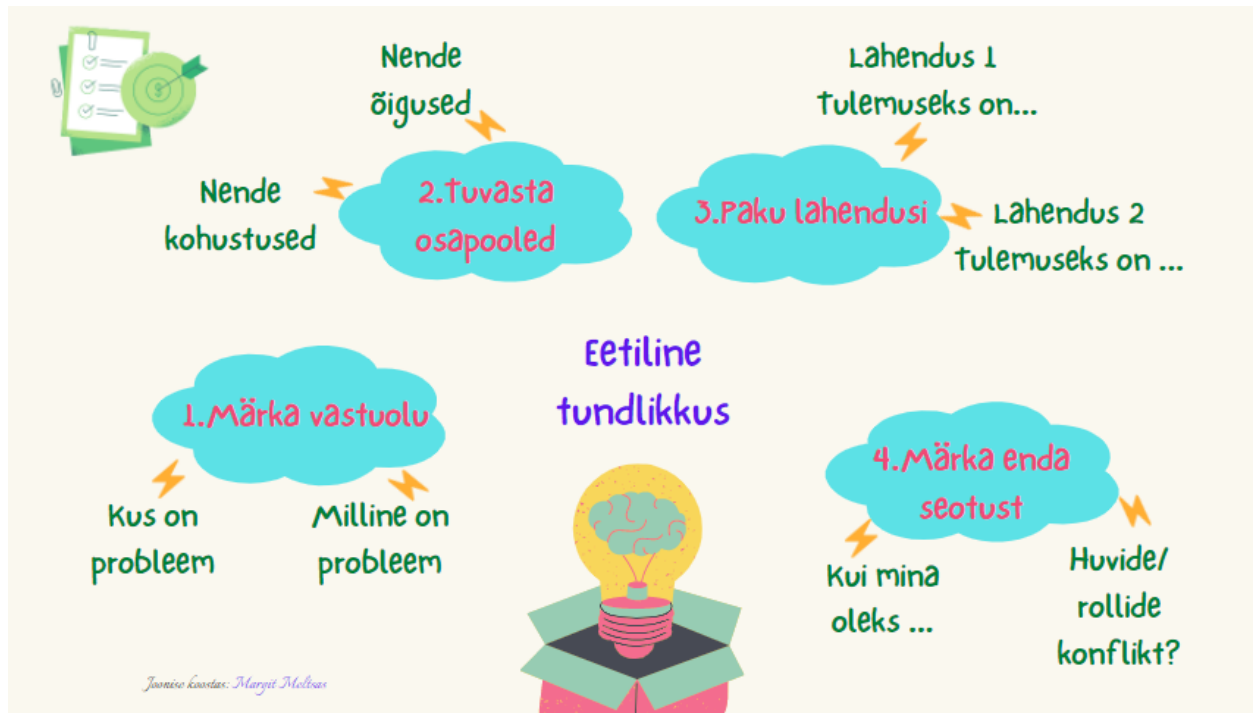 Nende
õigused
Nende
kohustused
2.Tuvasta
osapooled
Lahendus 1
tulemuseks on...
3.Paku lahendusi
Lahendus 2
tulemuseks on ...
Eetiline
tundlikkus
1.Märka vastuolu
Kus on
probleem
Milline on
probleem
4.Märka enda
seotust
Kui mina
oleks ...
Huvide/
rollide
konflikt?
Joonise koostas: Margit Meltsas